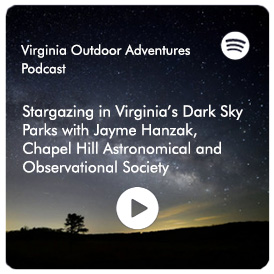 Virginia Outdoor Adventures
Podcast
Stargazing in Virginia's Dark Sky
Parks with Jayme Hanzak,
Chapel Hill Astronomical and
Observational Society